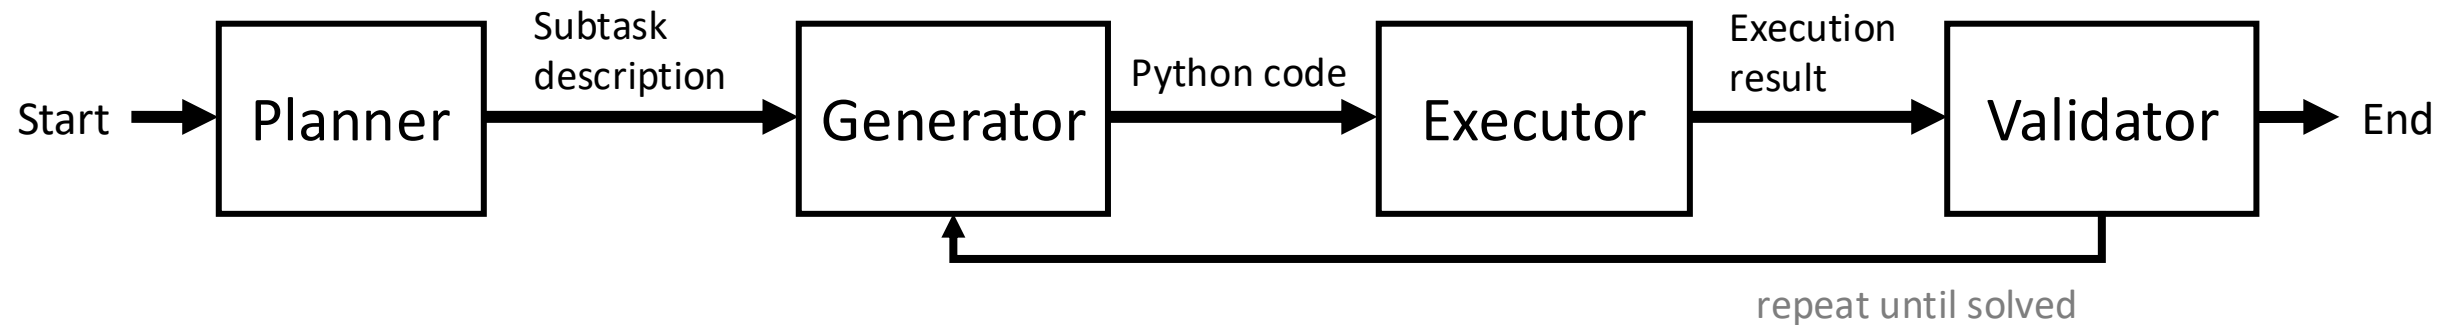 Start
Planner
Subtask
description
Generator
Python code
Executor
Execution
result
Validator
End
repeat until solved